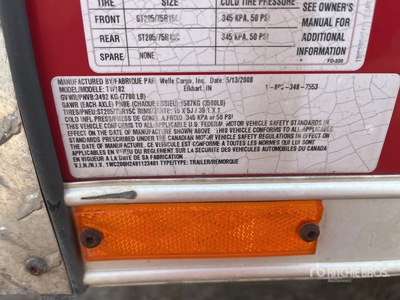 TIRE SIZE COLD TIRE PRESSURE
FRONT ST205/75R15C 345 KPA, 50 PSI
REAR ST205/75R15C 345 KPA, 50 PSI
SPARE NONE
SEE OWNER'S
MANUAL FOR
ADDITIONAL
INFORMATION
MANUFACTURED BY/FABRIQUE PAR Wells Cargo, Inc. Date: 5/13/2008
MODEL/MODELE: TW182 Elkhart, IN
GVWR/PNVB: 3492 KG (7700 LB)
GAWR (EACH AXLE) PNBE (CHAQUE ESSIEU): 1587KG (3500LB)
COLD INFL.PRESS/PRESS DE GONFL A FROID: 345 KPA or 50 PSI
THIS VEHICLE CONFORMS TO ALL APPLICABLE U.S. FEDERAL MOTOR VEHICLE SAFETY STANDARDS IN
EFFECT ON THE DATE OF MANUFACTURE SHOWN ABOVE / THIS VEHICLE CONFORMS TO ALL APPLICABLE
STANDARDS PRESCRIBED UNDER THE CANADIAN MOTOR VEHICLE SAFETY REGULATIONS IN EFFECT ON THE
DATE OF MANUFACTURE / CE VEHICULE EST CONFORME A TOUTES LES NORMES QUI LUI SONT
APPLICABLES EN VERTU DU REGLEMENT SUR LA SECURITE DES VEHICULES AUTOMOBILES DU CANADA
EN VIGUEUR A LA DATE DE SA FABRICATION
TYPE/TYPE: TRAILER/REMORQUE
RITCHIE BROS